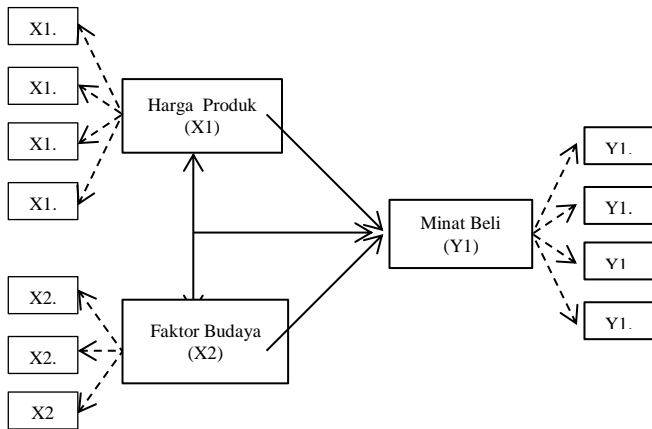 X1.
X1.
X1.
X1.
Harga Produk
(X1)
Minat Beli
(Y1)
Y1.
Y1.
Y1
Y1.
X2.
X2.
X2
Faktor Budaya
(X2)